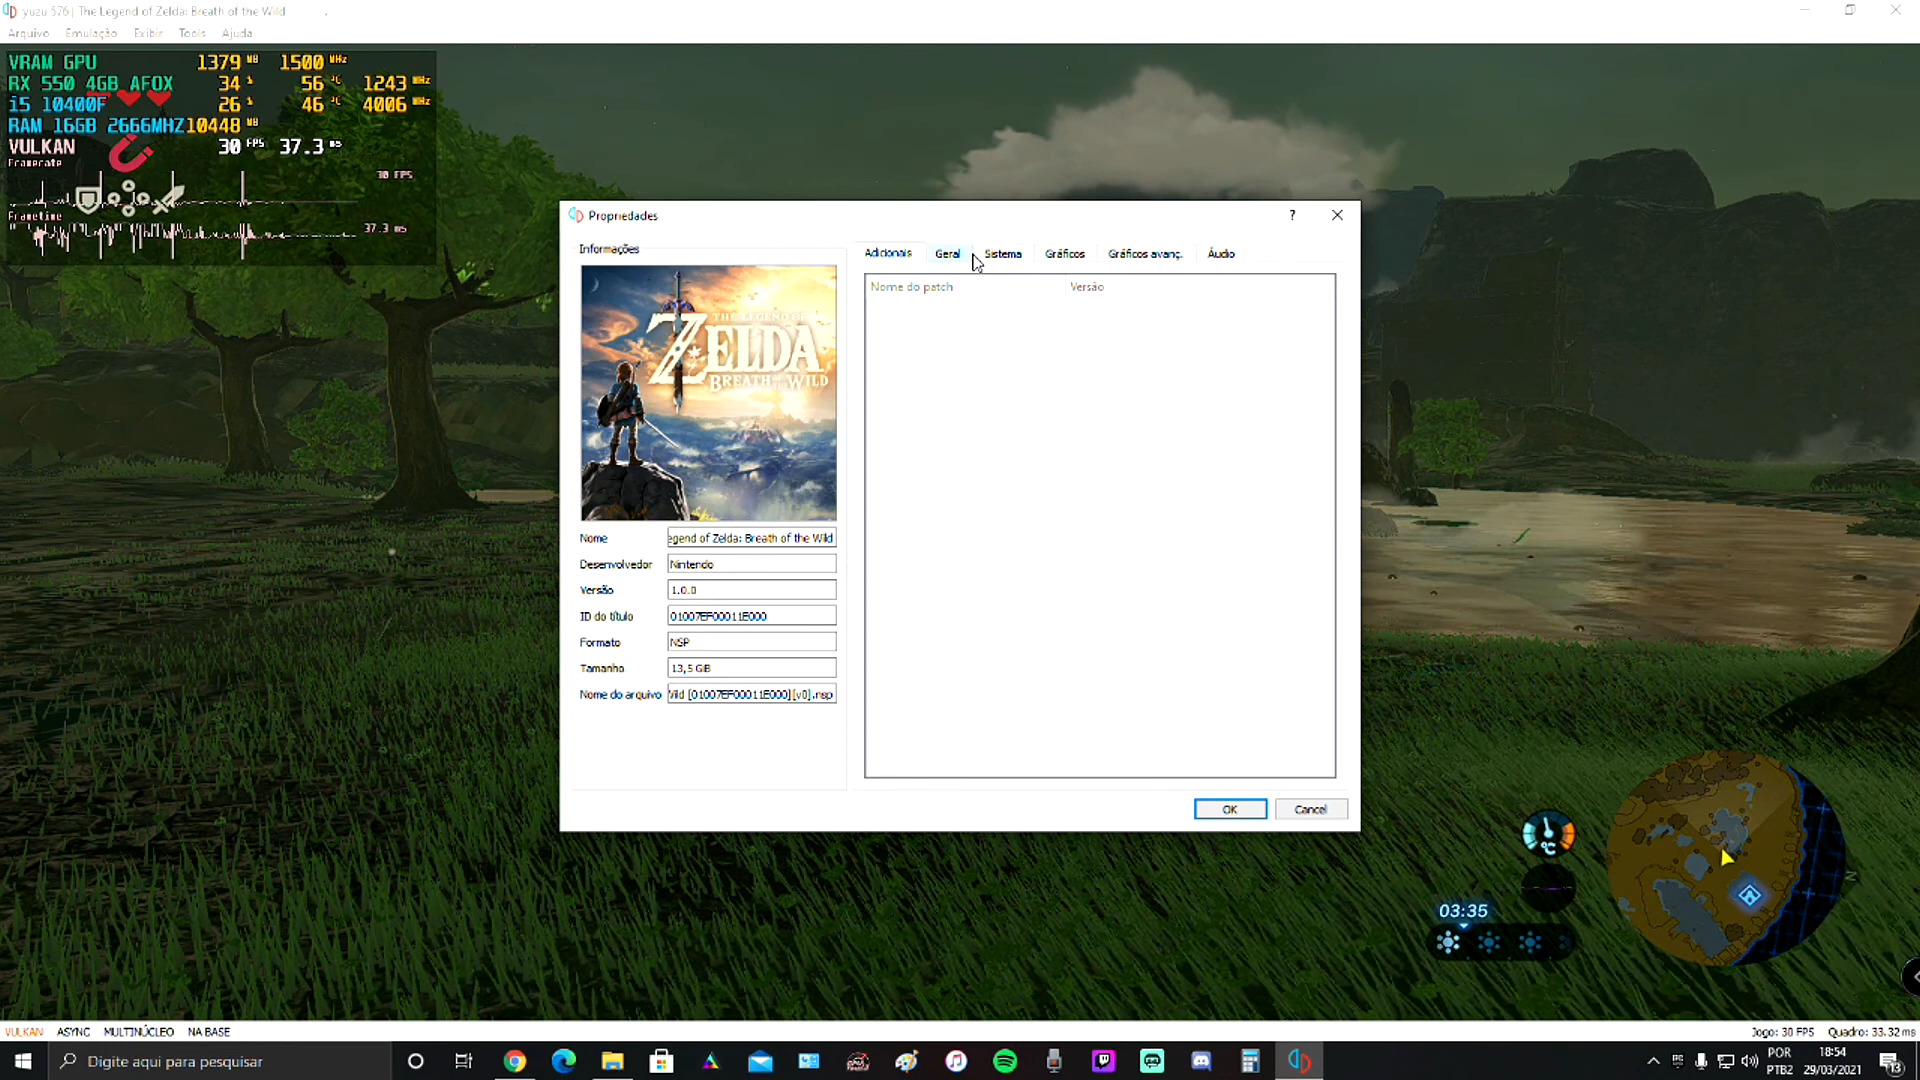 yuzu 576 | The Legend of Zelda: Breath of the Wild
Arquivo Emulação Exibir Tools Ajuda
VRAM GPU 1379 MB 1500 MHz
RX 550 4GB AFOX 34 % 56 °C 1243 MHz
i5 10400F 26 % 46 °C 4006 MHz
RAM 16GB 2666MHZ 10448 MB
VULKAN 30 FPS 37.3 ms
Framerate
30 FPS
Frametime
37.3 ms
Propriedades
?
Informações
Adicionais Geral Sistema Gráficos Gráficos avanç. Áudio
Nome do patch Versão
THE LEGEND OF
ZELDA
BREATH OF THE WILD
Nome egend of Zelda: Breath of the Wild
Desenvolvedor Nintendo
Versão 1.0.0
ID do título 01007EF00011E000
Formato NSP
Tamanho 13,5 GiB
Nome do arquivo Wild [01007EF00011E000][v0].nsp
OK Cancel
°C
N
03:35
VULKAN ASYNC MULTINÚCLEO NA BASE
Jogo: 30 FPS Quadro: 33.32 ms
Digite aqui para pesquisar
POR
PTB2
18:54
29/03/2021
13